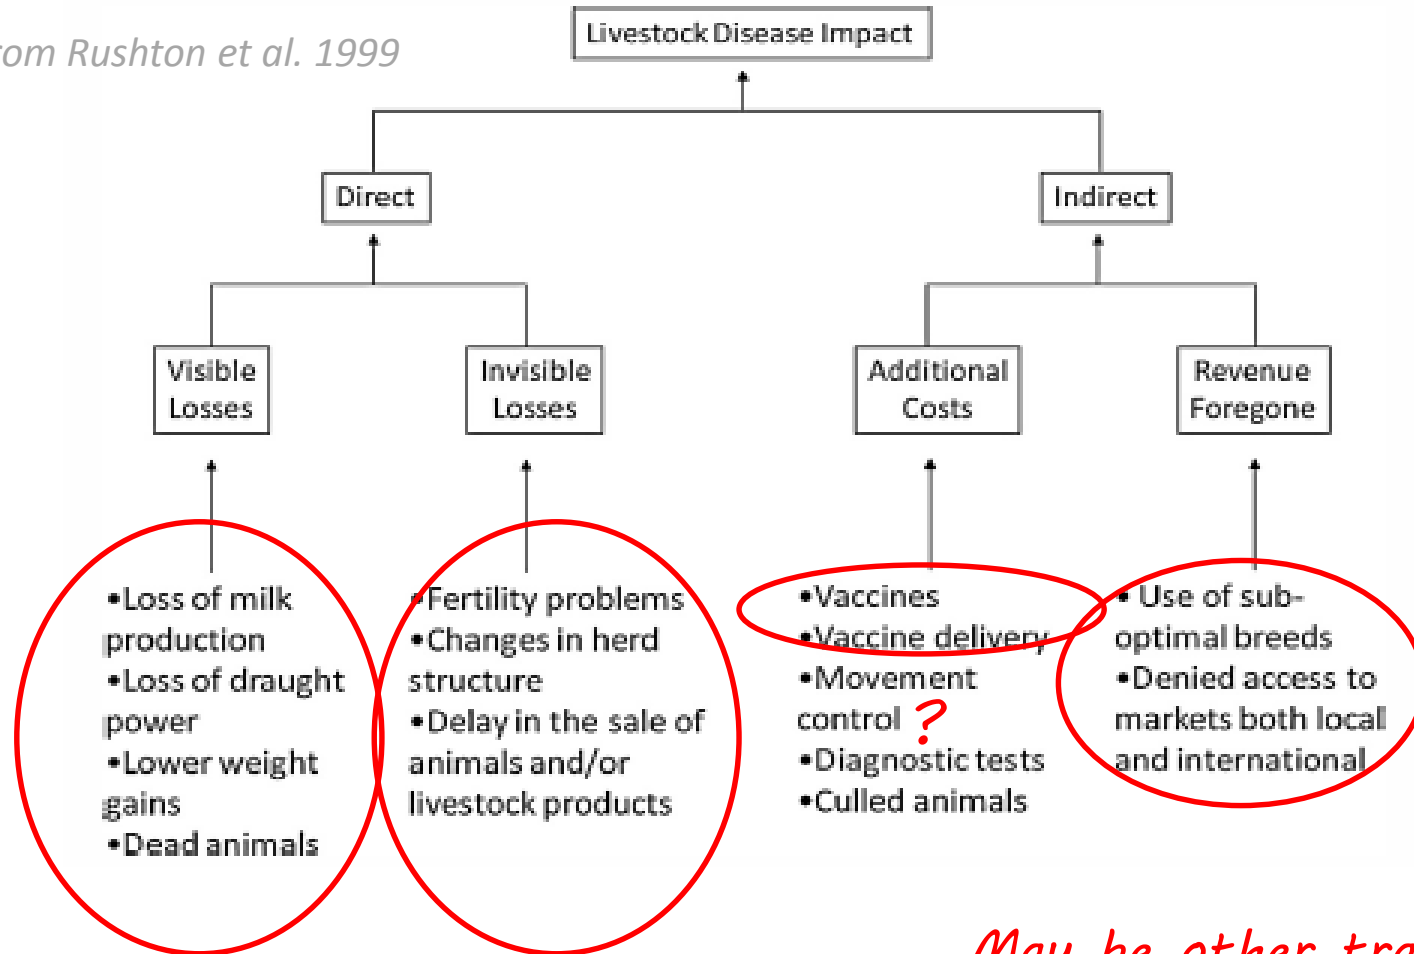 om Rushton et al. 1999
Livestock Disease Impact
Direct
Indirect
Visible
Losses
Invisible
Losses
Additional
Costs
Revenue
Foregone
•Loss of milk
production
•Loss of draught
power
•Lower weight
gains
•Dead animals
•Fertility problems
•Changes in herd
structure
•Delay in the sale of
animals and/or
livestock products
•Vaccines
•Vaccine delivery
•Movement
control ?
•Diagnostic tests
•Culled animals
• Use of sub-
optimal breeds
•Denied access to
markets both local
and international
May be other tra